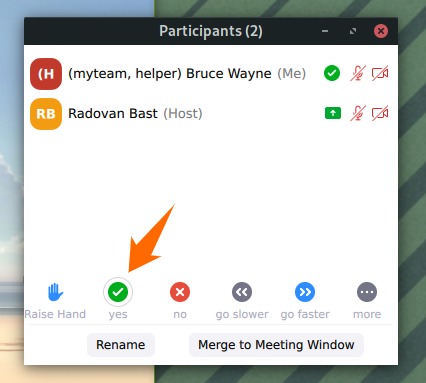 Participants (2)
(H (myteam, helper) Bruce Wayne (Me)
RB Radovan Bast (Host)
Raise Hand yes no go slower go faster more
Rename Merge to Meeting Window